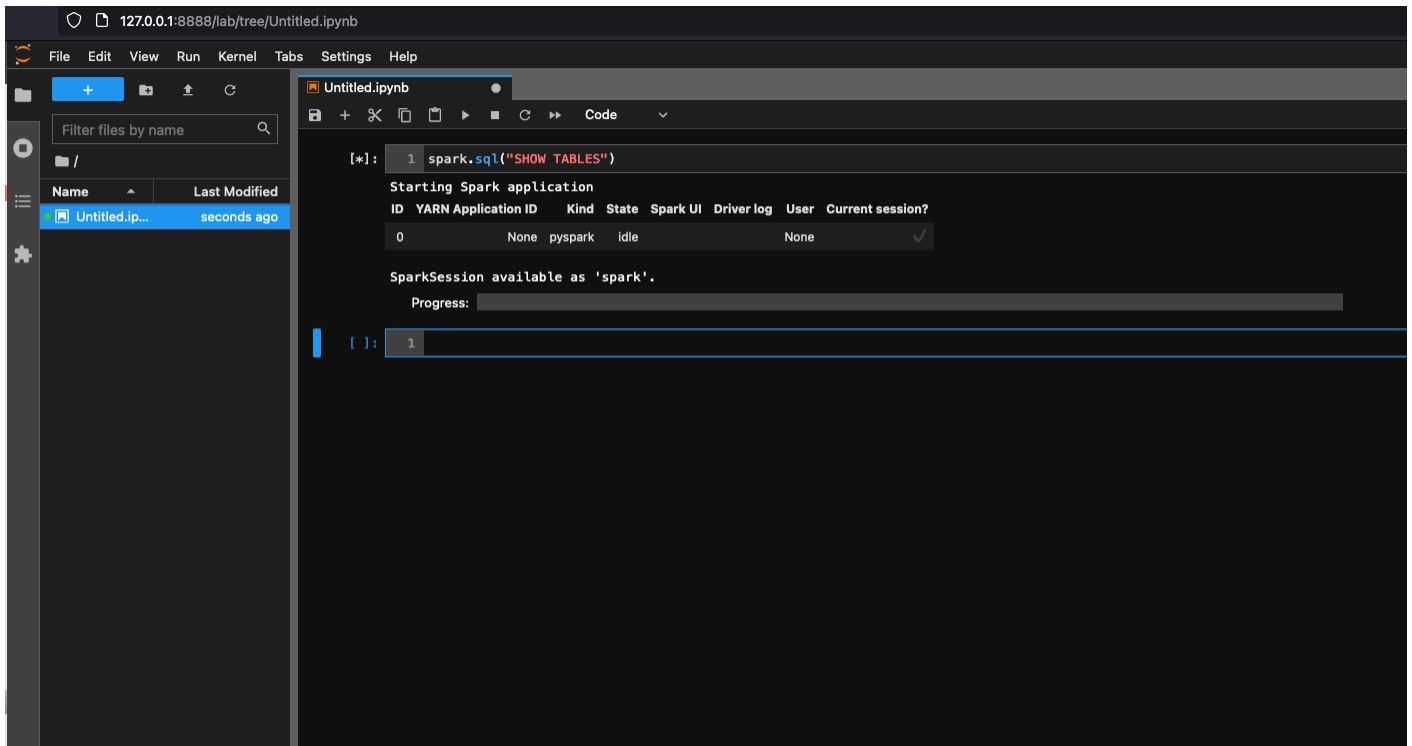 127.0.0.1:8888/lab/tree/Untitled.ipynb
File Edit View Run Kernel Tabs Settings Help
Untitled.ipynb
Code
Filter files by name
/
Name Last Modified
Untitled.ip... seconds ago
[*]: 1 spark.sql("SHOW TABLES")
Starting Spark application
ID YARN Application ID Kind State Spark UI Driver log User Current session?
0 None pyspark idle None ✓
SparkSession available as 'spark'.
Progress:
[ ]: 1